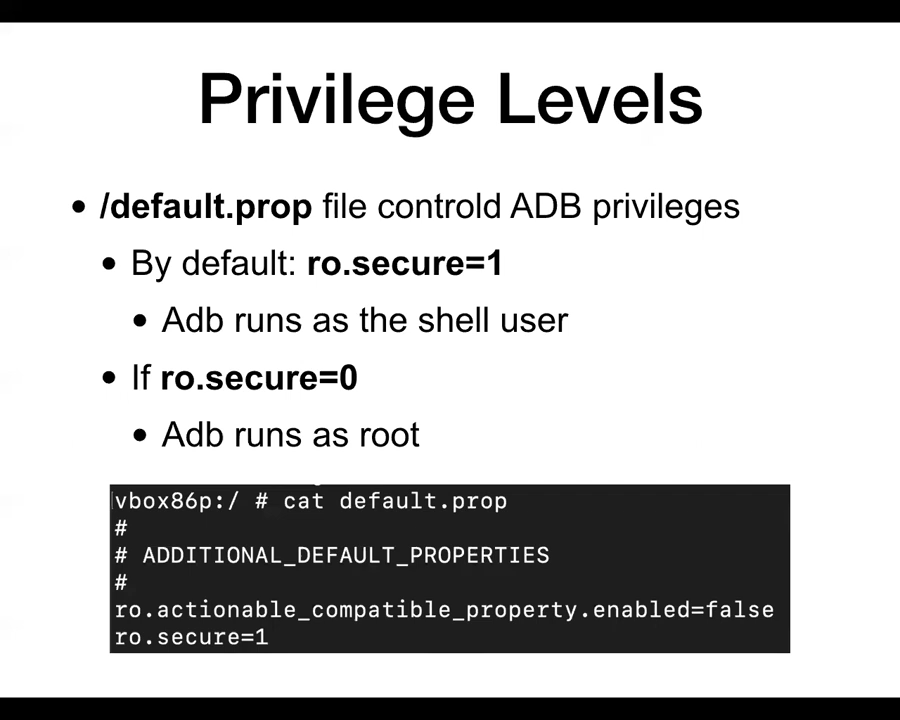 Privilege Levels
• /default.prop file controld ADB privileges
• By default: ro.secure=1
• Adb runs as the shell user
• If ro.secure=0
• Adb runs as root
vbox86p:/ # cat default.prop
#
# ADDITIONAL_DEFAULT_PROPERTIES
#
ro.actionable_compatible_property.enabled=false
ro.secure=1